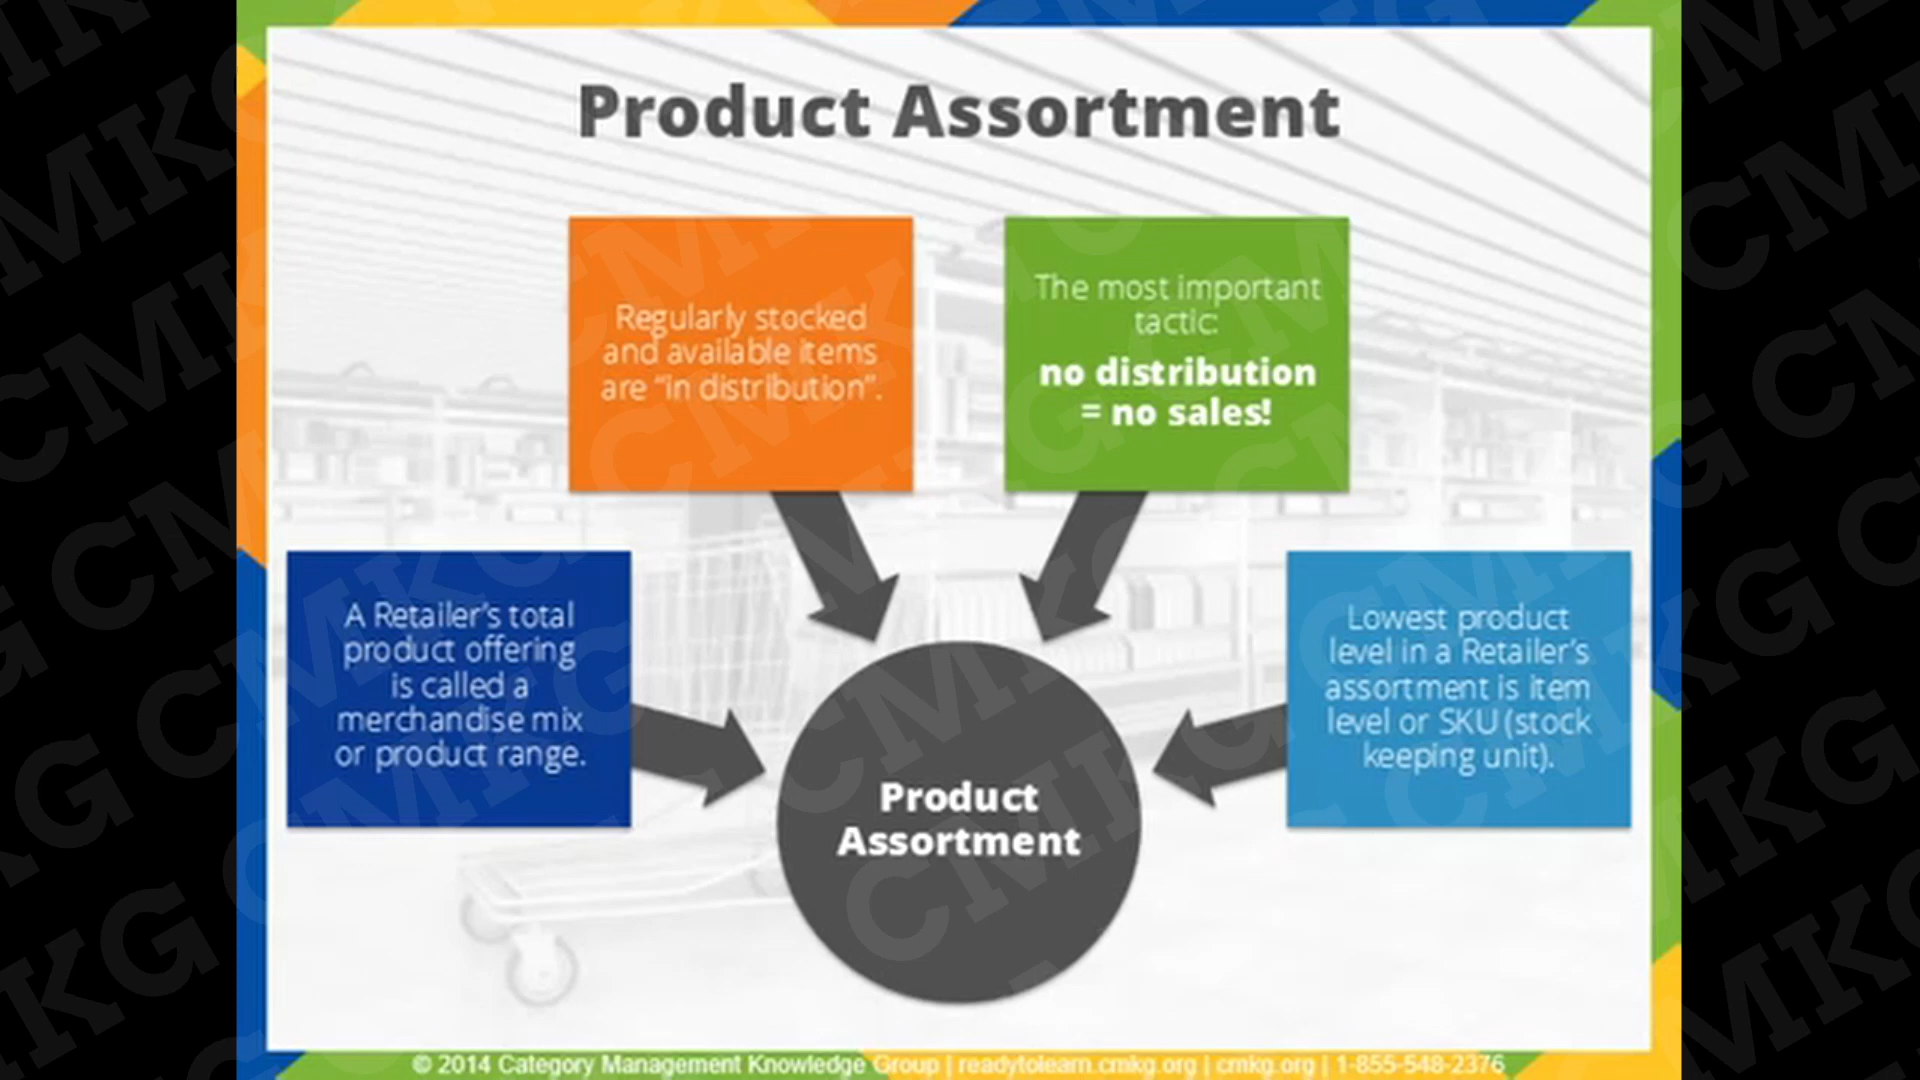 Product Assortment
Regularly stocked
and available items
are “in distribution”.
The most important
tactic:
no distribution
= no sales!
A Retailer’s total
product offering
is called a
merchandise mix
or product range.
Lowest product
level in a Retailer’s
assortment is item
level or SKU (stock
keeping unit).
Product
Assortment
© 2014 Category Management Knowledge Group | readytolearn.cmkg.org | cmkg.org | 1-855-548-2376
CMKG